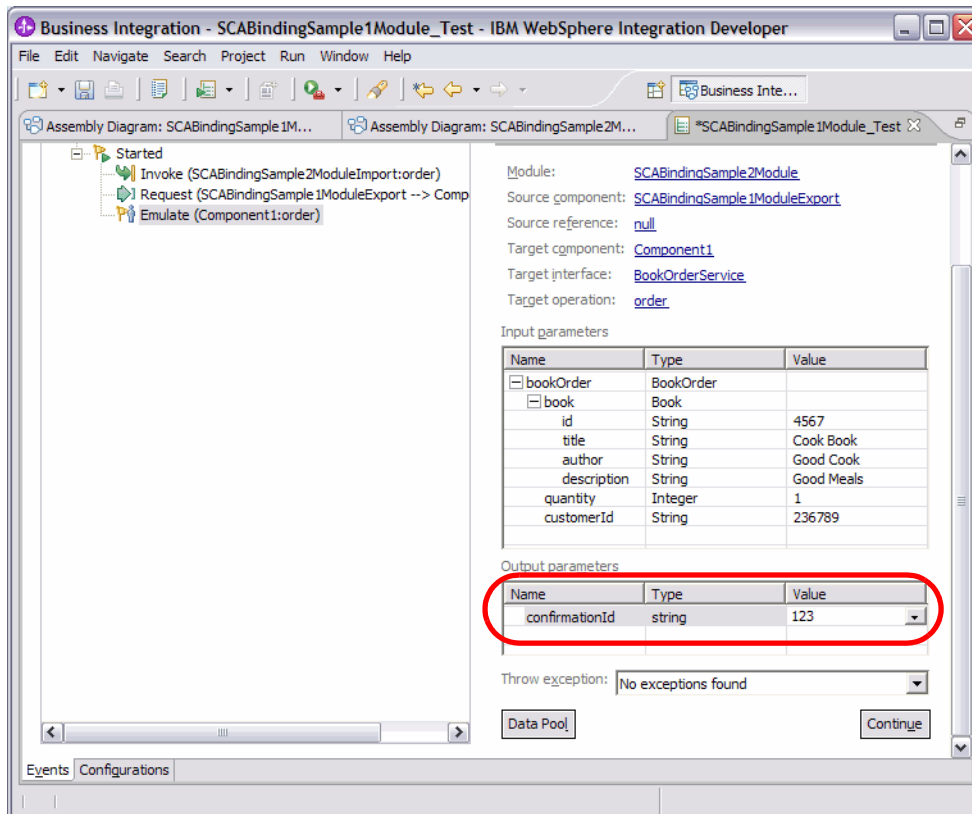 Business Integration - SCABindingSample1Module_Test - IBM WebSphere Integration Developer
File Edit Navigate Search Project Run Window Help
Business Inte...
Assembly Diagram: SCABindingSample1M... Assembly Diagram: SCABindingSample2M... *SCABindingSample1Module_Test
Started
Invoke (SCABindingSample2ModuleImport:order)
Request (SCABindingSample1ModuleExport --> Comp
Emulate (Component1:order)
Module: SCABindingSample2Module
Source component: SCABindingSample1ModuleExport
Source reference: null
Target component: Component1
Target interface: BookOrderService
Target operation: order
Input parameters
Name Type Value
bookOrder BookOrder
book Book
id String 4567
title String Cook Book
author String Good Cook
description String Good Meals
quantity Integer 1
customerId String 236789
Output parameters
Name Type Value
confirmationId string 123
Throw exception: No exceptions found
Data Pool Continue
Events Configurations